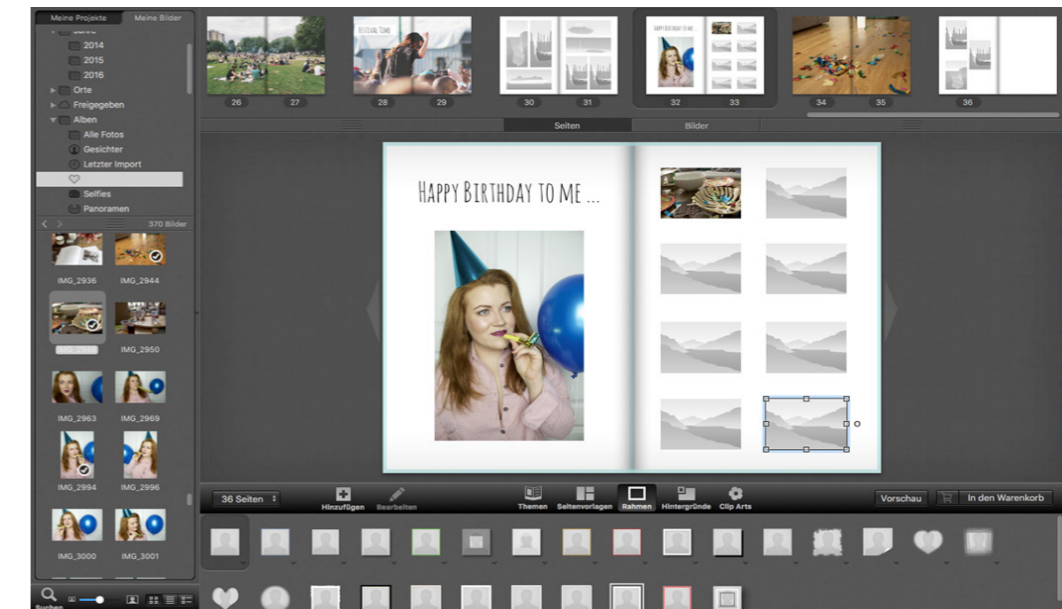 Meine Projekte Meine Bilder
2014
2015
2016
Orte
Freigegeben
Alben
Alle Fotos
Gesichter
Letzter Import
Selfies
Panoramen
370 Bilder
IMG_2936 IMG_2944
IMG_2950
IMG_2963 IMG_2969
IMG_2994 IMG_2996
IMG_3000 IMG_3001
Suchen
26 27 28 29 30 31 32 33 34 35 36
Seiten Bilder
HAPPY BIRTHDAY TO ME ...
36 Seiten
Hinzufügen Bearbeiten
Themen Seitenvorlagen Rahmen Hintergründe Clip Arts
Vorschau In den Warenkorb